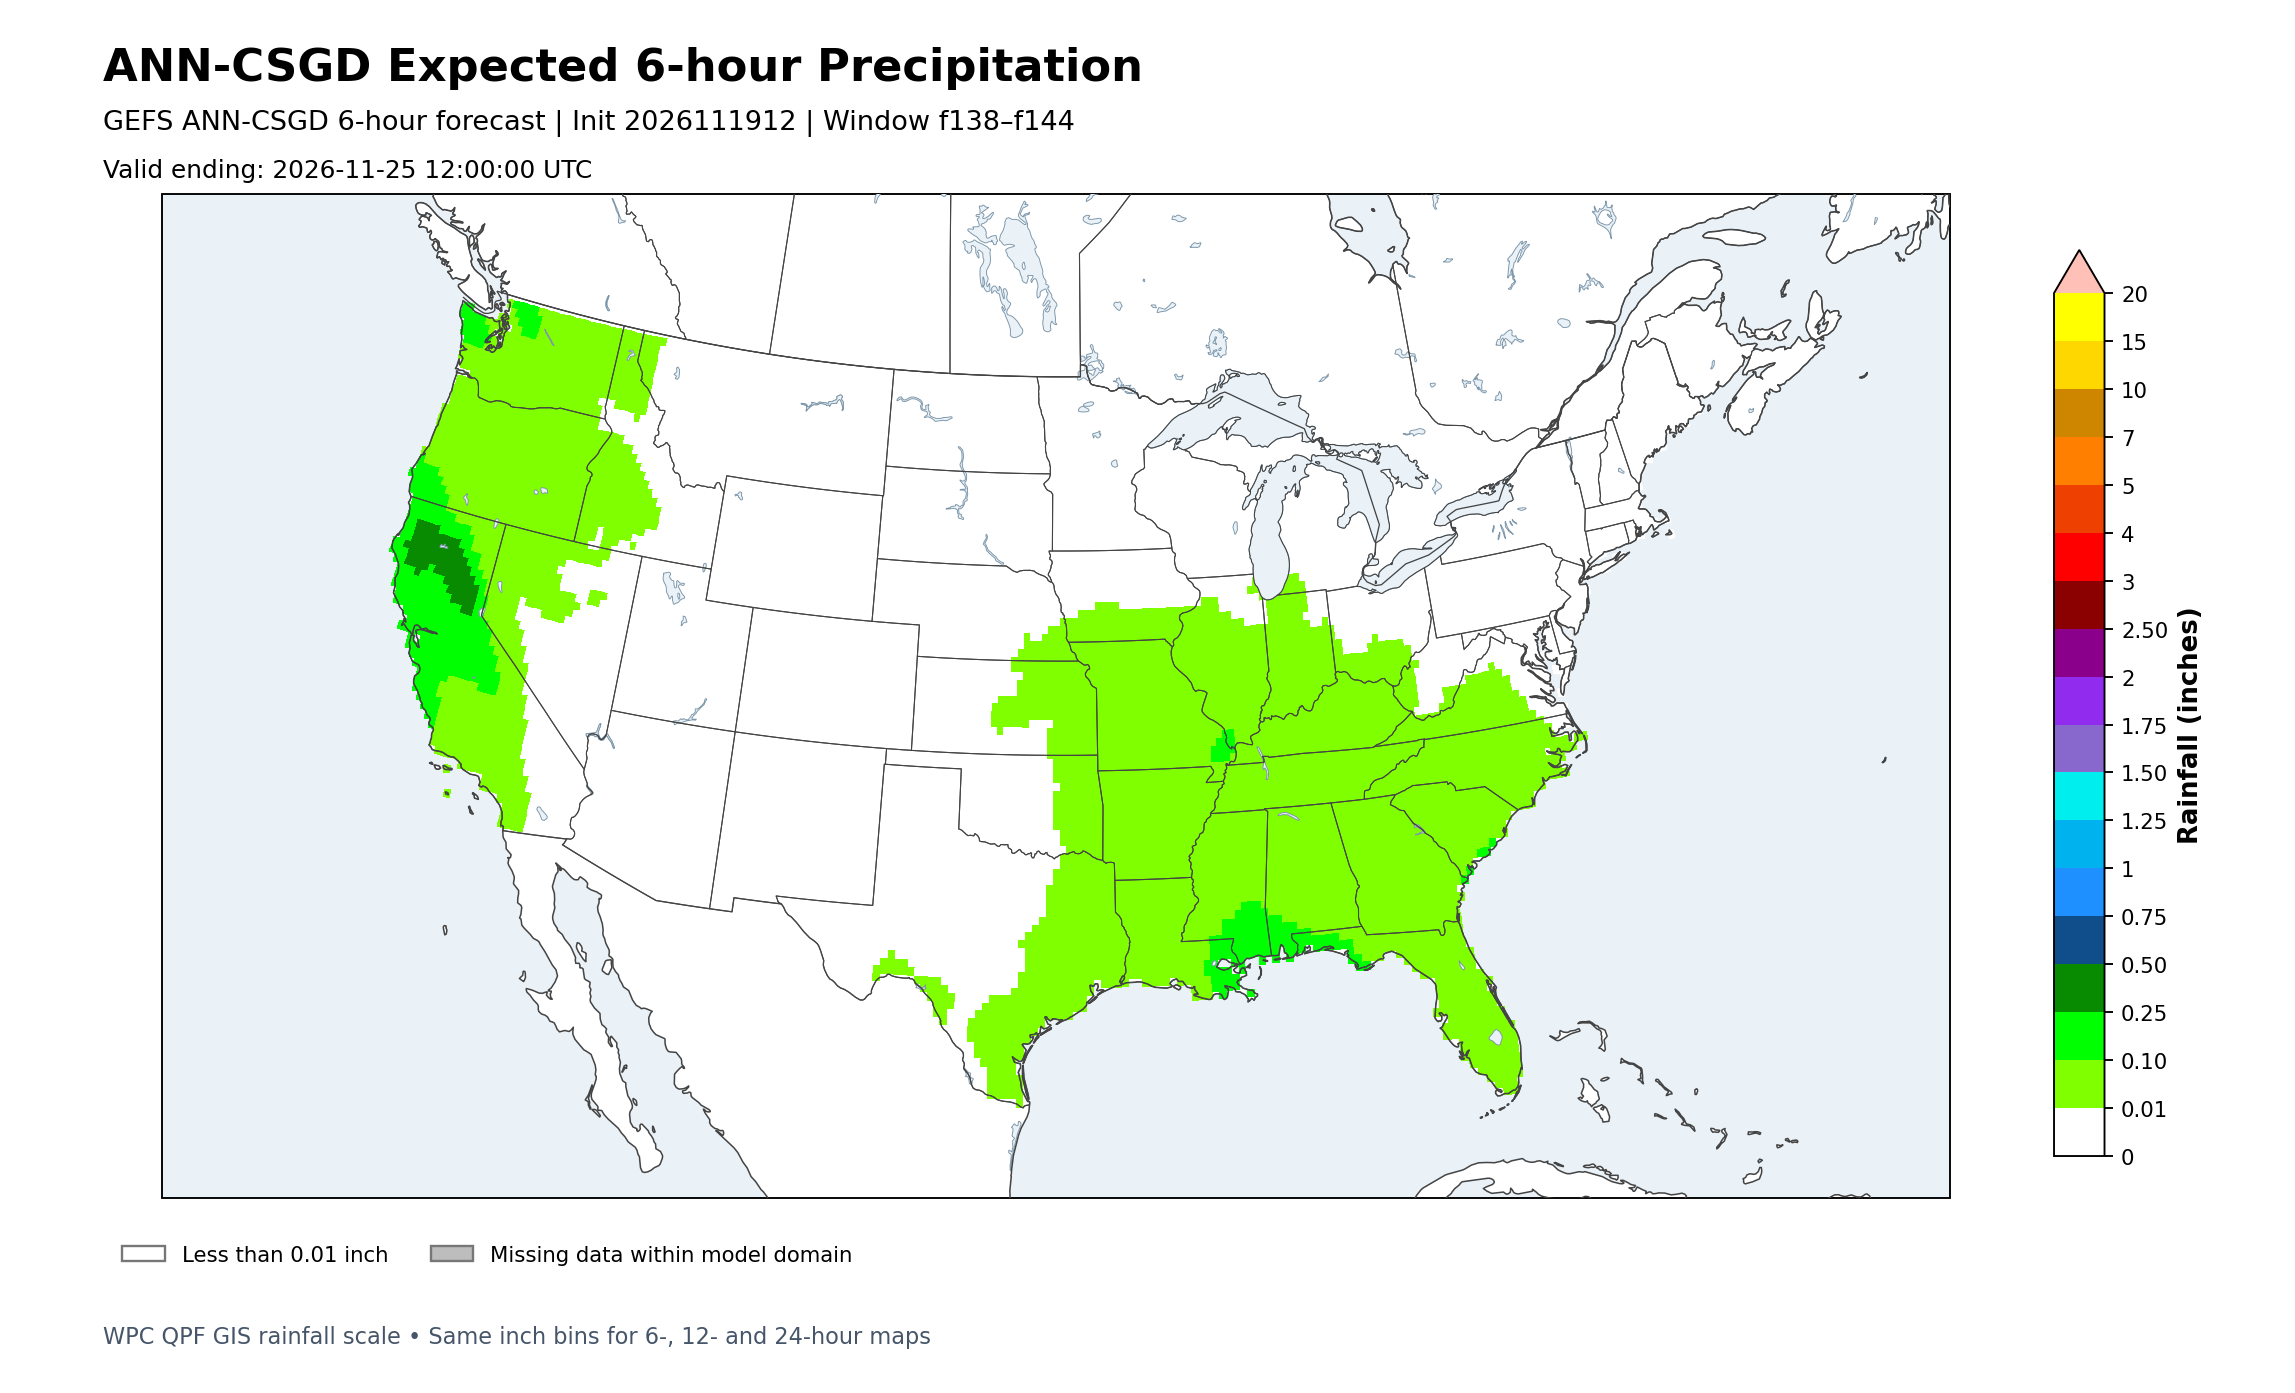 ANN-CSGD Expected 6-hour Precipitation
GEFS ANN-CSGD 6-hour forecast | Init 2026111912 | Window f138–f144
Valid ending: 2026-11-25 12:00:00 UTC
20
15
10
7
5
4
3
2.50
2
1.75
1.50
1.25
1
0.75
0.50
0.25
0.10
0.01
0
Rainfall (inches)
Less than 0.01 inch
Missing data within model domain
WPC QPF GIS rainfall scale • Same inch bins for 6-, 12- and 24-hour maps